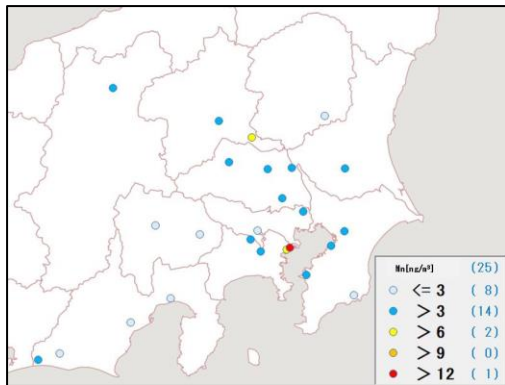 Mn[ng/m³] (25)
<= 3 ( 8)
> 3 (14)
> 6 ( 2)
> 9 ( 0)
> 12 ( 1)